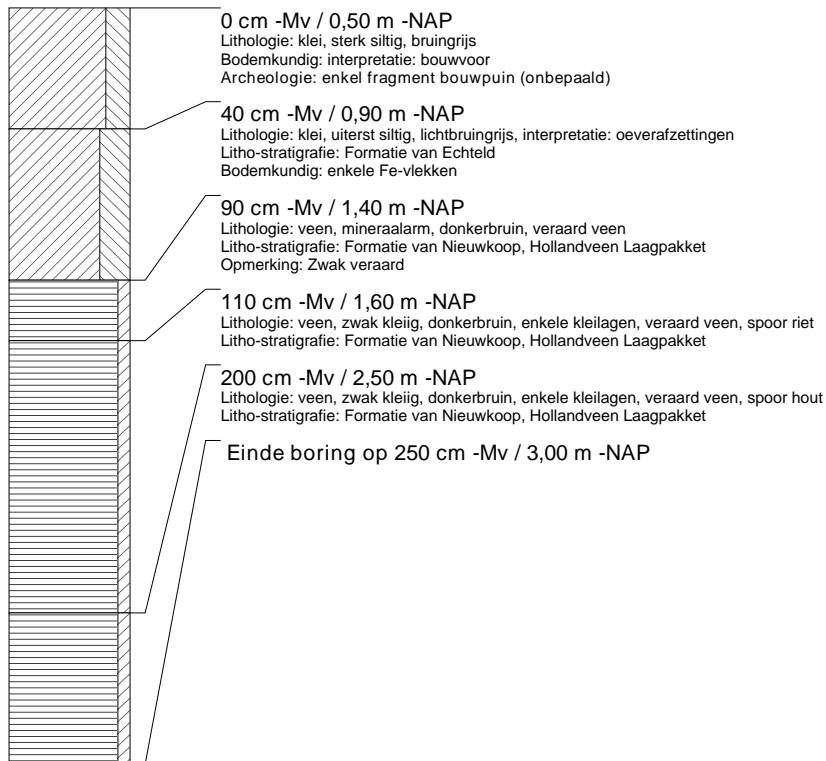 0 cm -Mv / 0,50 m -NAP
Lithologie: klei, sterk siltig, bruingrijs
Bodemkundig: interpretatie: bouwvoor
Archeologie: enkel fragment bouwpuin (onbepaald)
40 cm -Mv / 0,90 m -NAP
Lithologie: klei, uiterst siltig, lichtbruingrijs, interpretatie: oeverafzettingen
Litho-stratigrafie: Formatie van Echteld
Bodemkundig: enkele Fe-vlekken
90 cm -Mv / 1,40 m -NAP
Lithologie: veen, mineraalarm, donkerbruin, veraard veen
Litho-stratigrafie: Formatie van Nieuwkoop, Hollandveen Laagpakket
Opmerking: Zwak veraard
110 cm -Mv / 1,60 m -NAP
Lithologie: veen, zwak kleiig, donkerbruin, enkele kleilagen, veraard veen, spoor riet
Litho-stratigrafie: Formatie van Nieuwkoop, Hollandveen Laagpakket
200 cm -Mv / 2,50 m -NAP
Lithologie: veen, zwak kleiig, donkerbruin, enkele kleilagen, veraard veen, spoor hout
Litho-stratigrafie: Formatie van Nieuwkoop, Hollandveen Laagpakket
Einde boring op 250 cm -Mv / 3,00 m -NAP